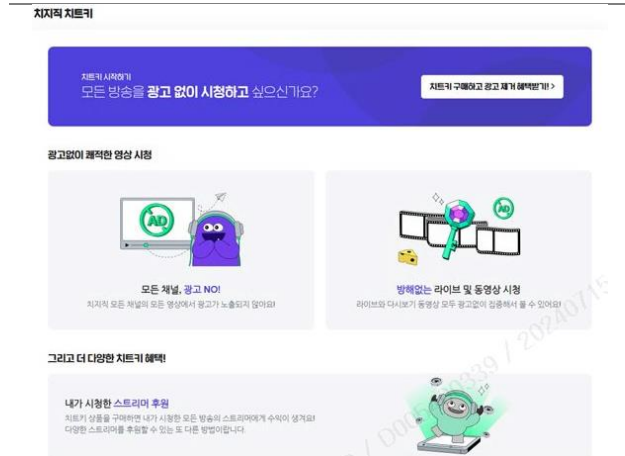 치지직 치트키
치트키 시작하기
모든 방송을 광고 없이 시청하고 싶으신가요?
치트키 구매하고 광고 제거 혜택받기! >
광고없이 쾌적한 영상 시청
AD
AD
모든 채널, 광고 NO!
치지직 모든 채널의 모든 영상에서 광고가 노출되지 않아요!
방해없는 라이브 및 동영상 시청
라이브와 다시보기 동영상 모두 광고없이 집중해서 볼 수 있어요!
그리고 더 다양한 치트키 혜택!
내가 시청한 스트리머 후원
치트키 상품을 구매하면 내가 시청한 모든 방송의 스트리머에게 수익이 생겨요!
다양한 스트리머를 후원할 수 있는 또 다른 방법이랍니다.
/ 20240715